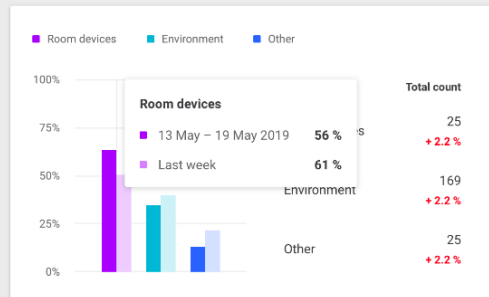 Room devices Environment Other
100%
75%
50%
25%
0%
Room devices
13 May – 19 May 2019 56 %
Last week 61 %
Total count
25
+ 2.2 %
Environment 169
+ 2.2 %
Other 25
+ 2.2 %